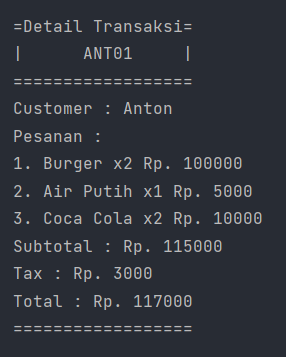 =Detail Transaksi=
|      ANT01     |
==================
Customer : Anton
Pesanan :
1. Burger x2 Rp. 100000
2. Air Putih x1 Rp. 5000
3. Coca Cola x2 Rp. 10000
Subtotal : Rp. 115000
Tax : Rp. 3000
Total : Rp. 117000
==================